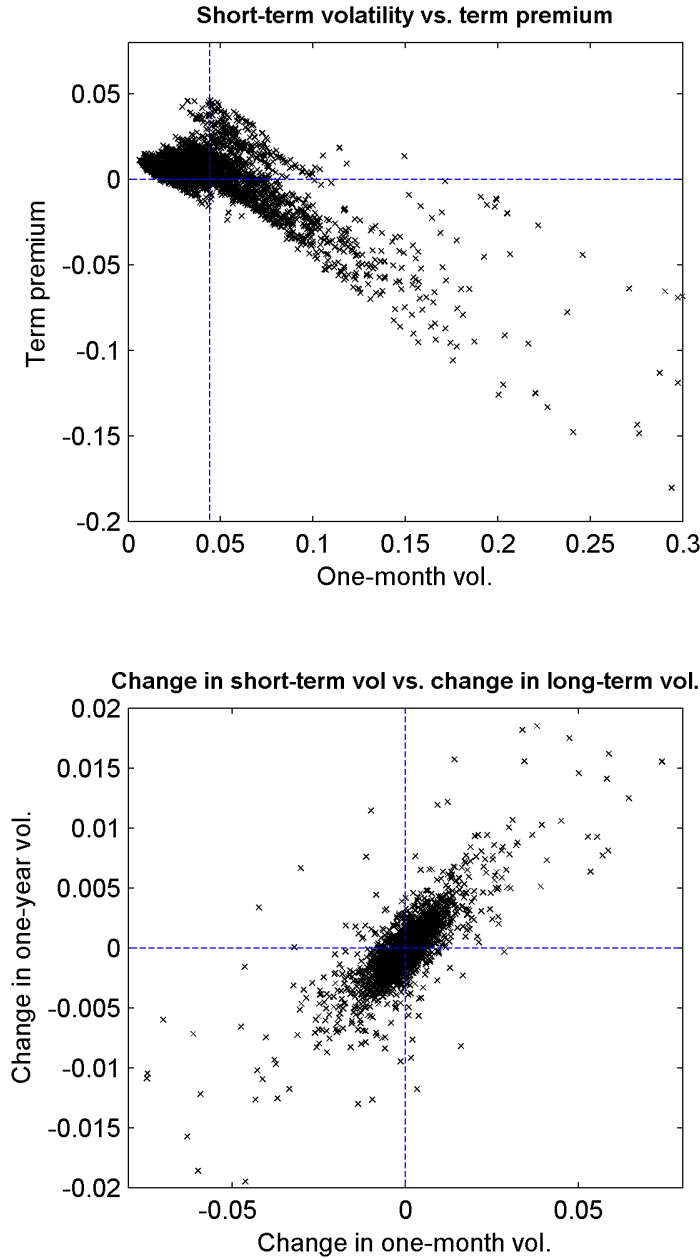 Short-term volatility vs. term premium
0.05
0
-0.05
-0.1
-0.15
-0.2
Term premium
0 0.05 0.1 0.15 0.2 0.25 0.3
One-month vol.
Change in short-term vol vs. change in long-term vol.
0.02
0.015
0.01
0.005
0
-0.005
-0.01
-0.015
-0.02
Change in one-year vol.
-0.05 0 0.05
Change in one-month vol.